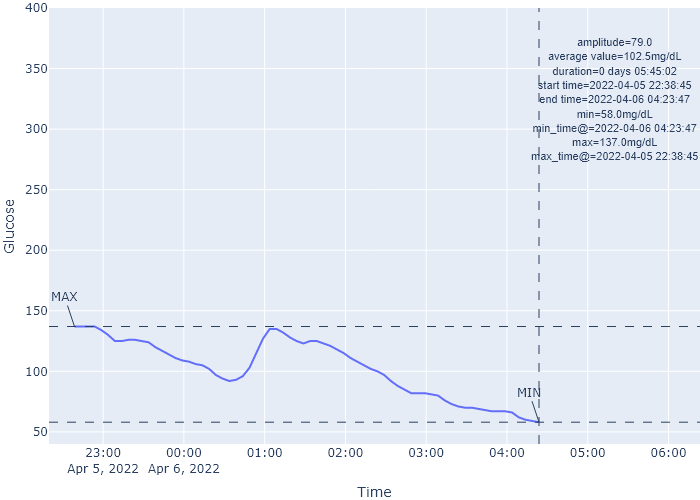 400
350
300
250
200
150
100
50
Glucose
amplitude=79.0
average value=102.5mg/dL
duration=0 days 05:45:02
start time=2022-04-05 22:38:45
end time=2022-04-06 04:23:47
min=58.0mg/dL
min_time@=2022-04-06 04:23:47
max=137.0mg/dL
max_time@=2022-04-05 22:38:45
MAX
MIN
23:00 00:00 01:00 02:00 03:00 04:00 05:00 06:00
Apr 5, 2022 Apr 6, 2022
Time